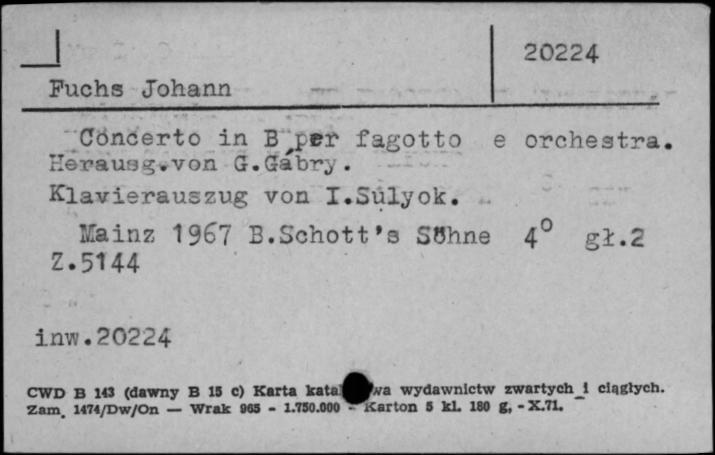 20224
Fuchs Johann
Concerto in B per fagotto e orchestra.
Herausg.von G.Gábry.
Klavierauszug von I.Sulyok.
Mainz 1967 B.Schott's Söhne 4° gł.2
Z.5144
inw.20224
CWD B 143 (dawny B 15 c) Karta wydawnictw zwartych i ciągłych.
Zam. 1474/Dw/On — Wrak 965 - 1.750.000 - Karton 5 kl. 180 g, - X.71.